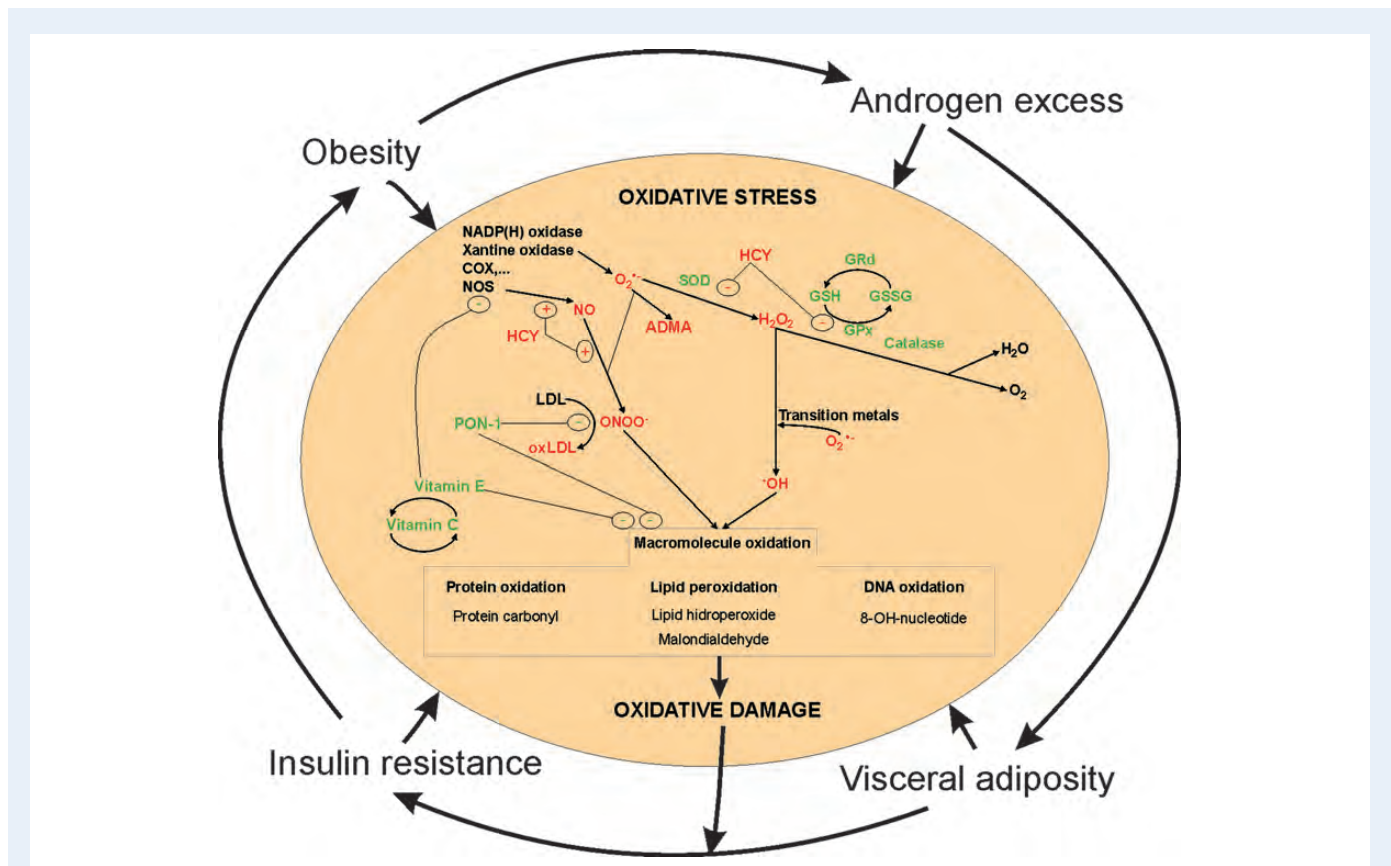 Androgen excess
Obesity
OXIDATIVE STRESS
NADP(H) oxidase
Xantine oxidase
COX,...
NOS
O₂•-
SOD
HCY
GRd
GSH
GSSG
GPx
-
-
-
+
NO
HCY
+
ADMA
H₂O₂
Catalase
H₂O
O₂
LDL
PON-1
-
ONOO-
oxLDL
Transition metals
O₂•-
•OH
Vitamin E
Vitamin C
-
-
Macromolecule oxidation
Protein oxidation
Protein carbonyl
Lipid peroxidation
Lipid hidroperoxide
Malondialdehyde
DNA oxidation
8-OH-nucleotide
OXIDATIVE DAMAGE
Insulin resistance
Visceral adiposity